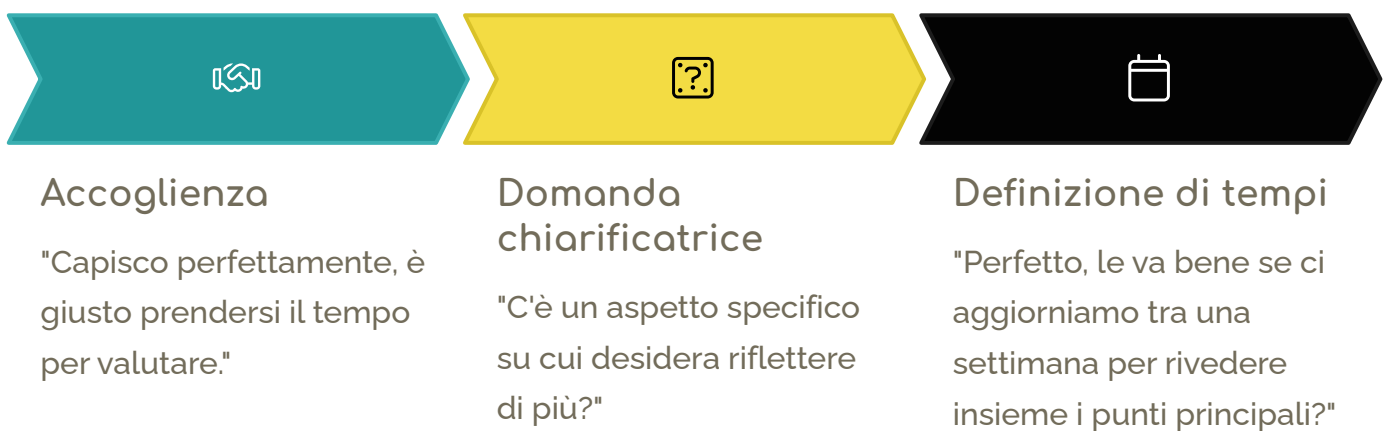 Accoglienza
"Capisco perfettamente, è
giusto prendersi il tempo
per valutare."
Domanda
chiarificatrice
"C'è un aspetto specifico
su cui desidera riflettere
di più?"
Definizione di tempi
"Perfetto, le va bene se ci
aggiorniamo tra una
settimana per rivedere
insieme i punti principali?"